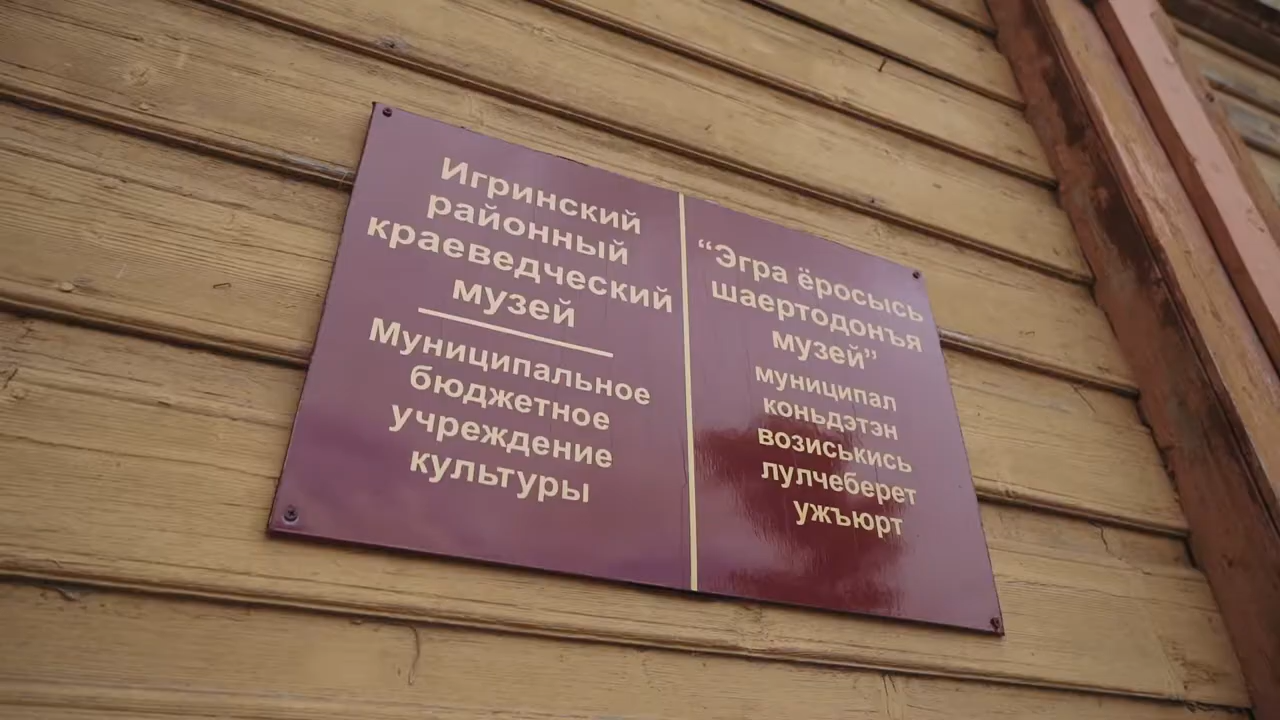 Игринский
районный
краеведческий
музей
Муниципальное
бюджетное
учреждение
культуры
“Эгра ёросысь
шаертодонъя
музей”
муниципал
коньдэтэн
возиськись
лулчеберет
ужъюрт